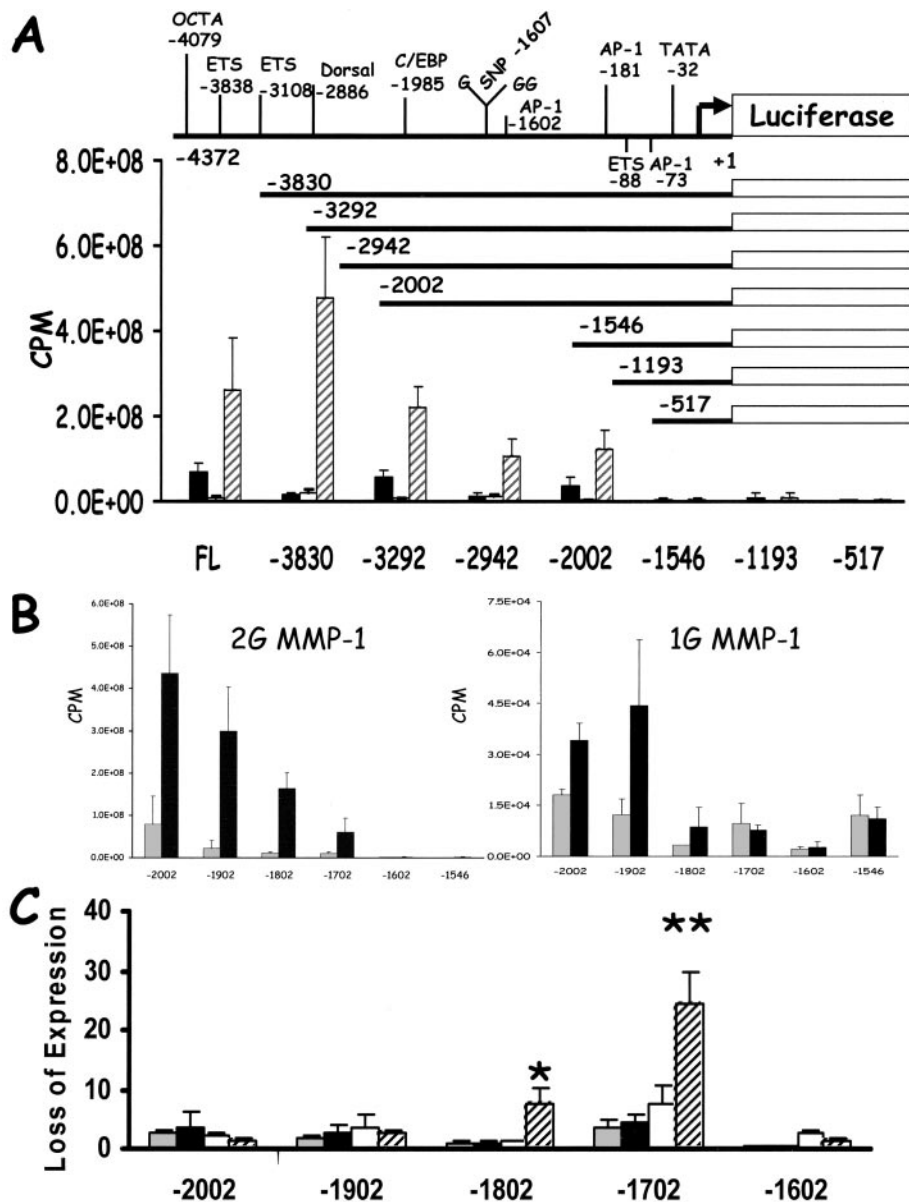 A
OCTA
-4079
ETS
-3838
ETS
-3108
Dorsal
-2886
C/EBP
-1985
G
SNP -1607
GG
AP-1
-1602
AP-1
-181
TATA
-32
Luciferase
-4372
ETS
-88
AP-1
-73
+1
8.0E+08
6.0E+08
4.0E+08
2.0E+08
0.0E+00
CPM
-3830
-3292
-2942
-2002
-1546
-1193
-517
FL -3830 -3292 -2942 -2002 -1546 -1193 -517
B
2G MMP-1
6.0E+08
5.0E+08
4.0E+08
3.0E+08
2.0E+08
1.0E+08
0.0E+00
CPM
-2002 -1902 -1802 -1702 -1602 -1546
1G MMP-1
7.5E+04
6.0E+04
4.5E+04
3.0E+04
1.5E+04
0.0E+00
CPM
-2002 -1902 -1802 -1702 -1602 -1546
C
Loss of Expression
40
30
20
10
0
*
**
-2002 -1902 -1802 -1702 -1602